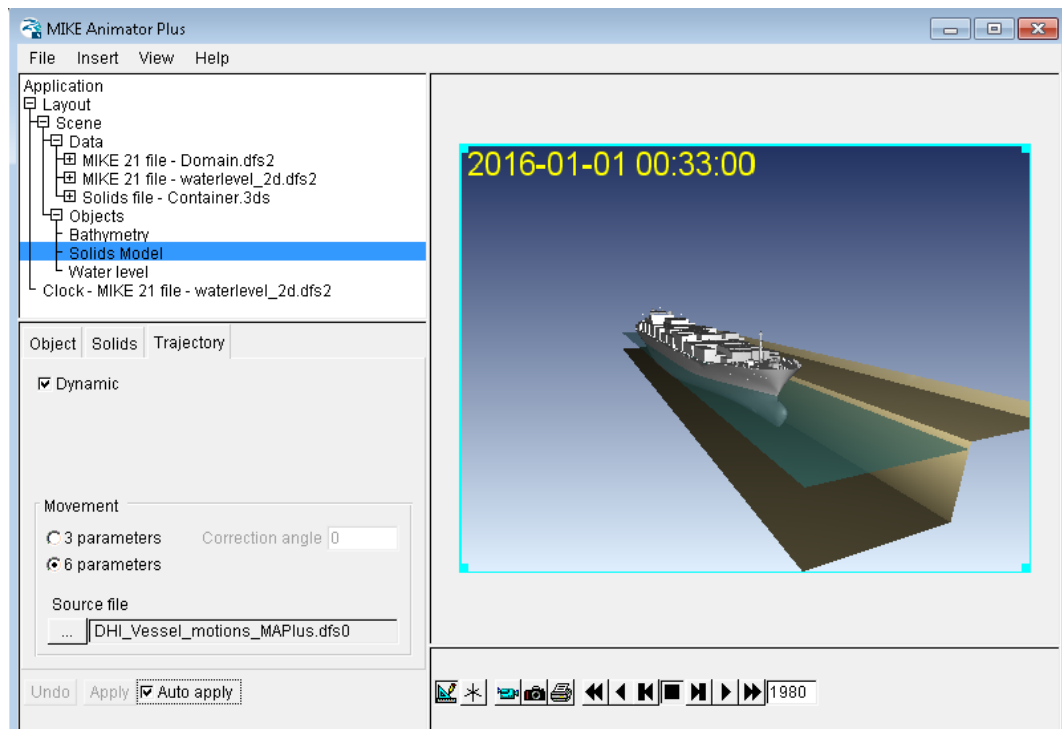 MIKE Animator Plus
File Insert View Help
Application
Layout
Scene
Data
MIKE 21 file - Domain.dfs2
MIKE 21 file - waterlevel_2d.dfs2
Solids file - Container.3ds
Objects
Bathymetry
Solids Model
Water level
Clock - MIKE 21 file - waterlevel_2d.dfs2
Object Solids Trajectory
Dynamic
Movement
3 parameters Correction angle 0
6 parameters
Source file
... DHI_Vessel_motions_MAPlus.dfs0
Undo Apply Auto apply
2016-01-01 00:33:00
1980